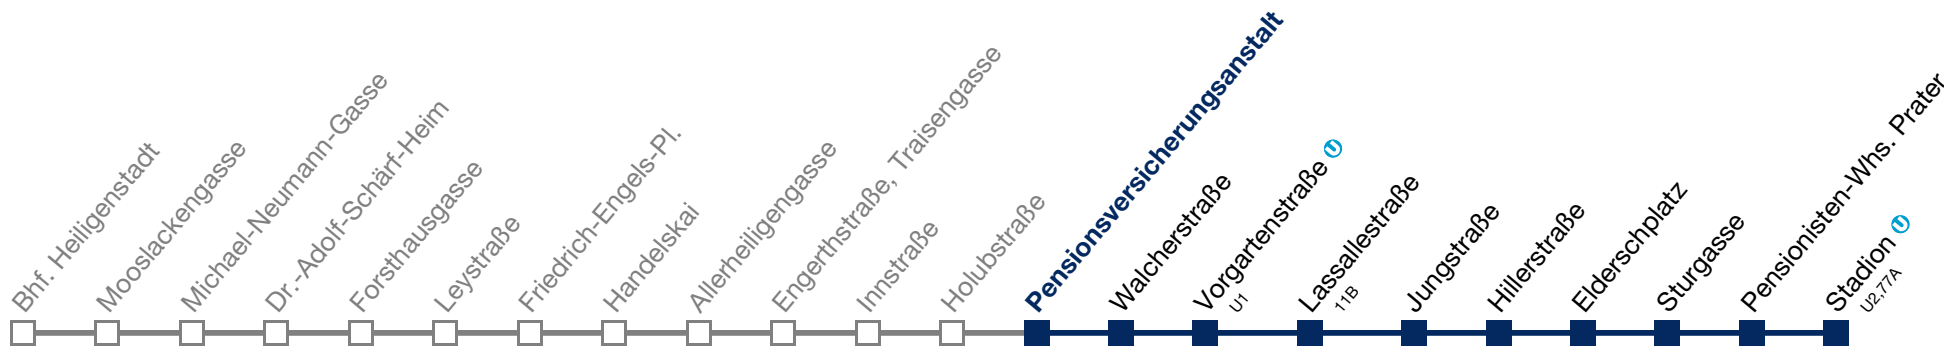 Bhf. Heiligenstadt
Mooslackengasse
Michael-Neumann-Gasse
Dr.-Adolf-Schärf-Heim
Forsthausgasse
Leystraße
Friedrich-Engels-Pl.
Handelskai
Allerheiligengasse
Engerthstraße, Traisengasse
Innstraße
Holubstraße
Pensionsversicherungsanstalt
Walcherstraße
Vorgartenstraße U
U1
Lassallestraße
11B
Jungstraße
Hillerstraße
Elderschplatz
Sturgasse
Pensionisten-Whs. Prater
Stadion U
U2,77A